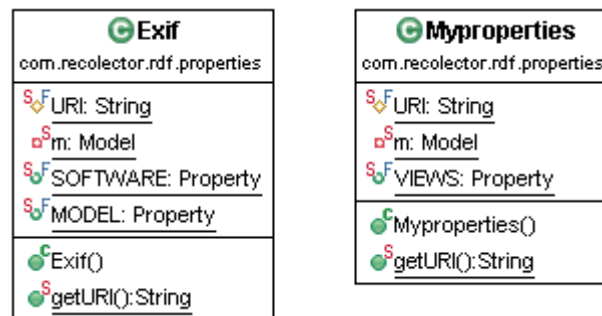 C Exif
com.recolector.rdf.properties
S F URI: String
S m: Model
S F SOFTWARE: Property
S F MODEL: Property
C Exif()
S getURI():String
C Myproperties
com.recolector.rdf.properties
S F URI: String
S m: Model
S F VIEWS: Property
C Myproperties()
S getURI():String